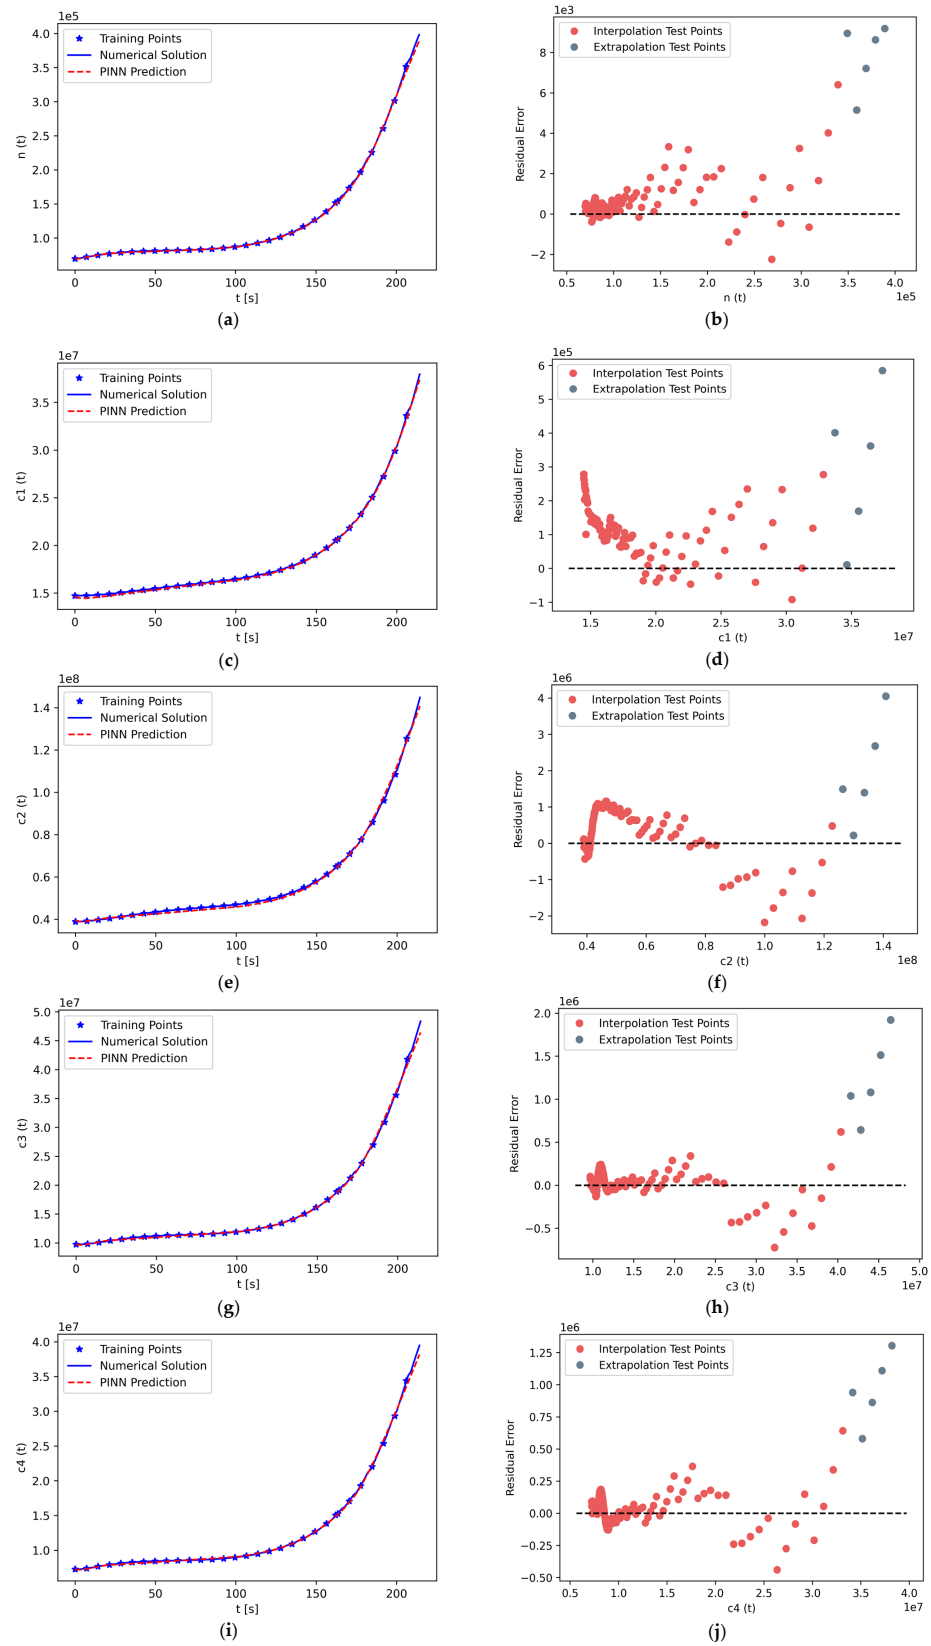 1e5
4.0
3.5
3.0
2.5
2.0
1.5
1.0
n (t)
Training Points
Numerical Solution
PINN Prediction
0 50 100 150 200
t [s]
(a)
1e3
8
6
4
2
0
−2
Residual Error
Interpolation Test Points
Extrapolation Test Points
0.5 1.0 1.5 2.0 2.5 3.0 3.5 4.0
n (t)
1e5
(b)
1e7
3.5
3.0
2.5
2.0
1.5
c1 (t)
Training Points
Numerical Solution
PINN Prediction
0 50 100 150 200
t [s]
(c)
1e5
6
5
4
3
2
1
0
−1
Residual Error
Interpolation Test Points
Extrapolation Test Points
1.5 2.0 2.5 3.0 3.5
c1 (t)
1e7
(d)
1e8
1.4
1.2
1.0
0.8
0.6
0.4
c2 (t)
Training Points
Numerical Solution
PINN Prediction
0 50 100 150 200
t [s]
(e)
1e6
4
3
2
1
0
−1
−2
Residual Error
Interpolation Test Points
Extrapolation Test Points
0.4 0.6 0.8 1.0 1.2 1.4
c2 (t)
1e8
(f)
1e7
5.0
4.5
4.0
3.5
3.0
2.5
2.0
1.5
1.0
c3 (t)
Training Points
Numerical Solution
PINN Prediction
0 50 100 150 200
t [s]
(g)
1e6
2.0
1.5
1.0
0.5
0.0
−0.5
Residual Error
Interpolation Test Points
Extrapolation Test Points
1.0 1.5 2.0 2.5 3.0 3.5 4.0 4.5 5.0
c3 (t)
1e7
(h)
1e7
4.0
3.5
3.0
2.5
2.0
1.5
1.0
c4 (t)
Training Points
Numerical Solution
PINN Prediction
0 50 100 150 200
t [s]
(i)
1e6
1.25
1.00
0.75
0.50
0.25
0.00
−0.25
−0.50
Residual Error
Interpolation Test Points
Extrapolation Test Points
0.5 1.0 1.5 2.0 2.5 3.0 3.5 4.0
c4 (t)
1e7
(j)